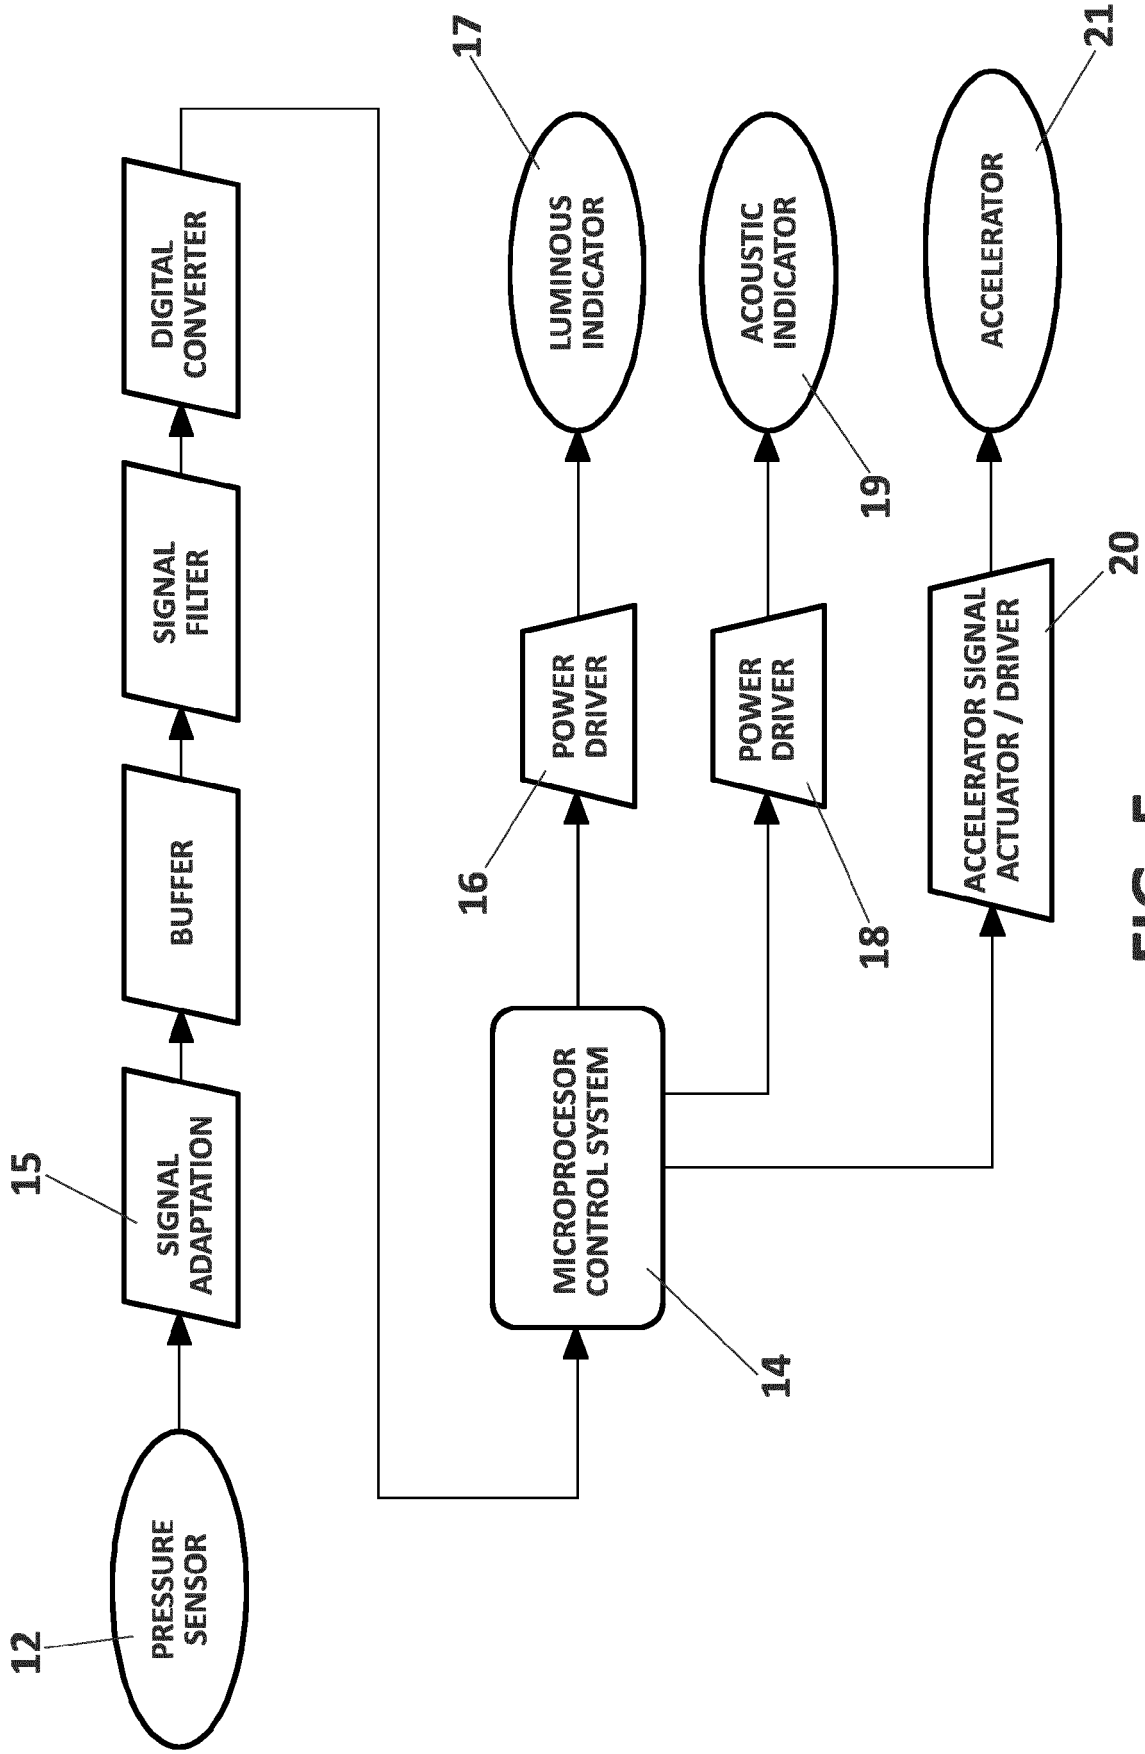 12
PRESSURE
SENSOR
15
SIGNAL
ADAPTATION
BUFFER
SIGNAL
FILTER
DIGITAL
CONVERTER
14
MICROPROCESOR
CONTROL SYSTEM
16
POWER
DRIVER
17
LUMINOUS
INDICATOR
18
POWER
DRIVER
19
ACOUSTIC
INDICATOR
20
ACCELERATOR SIGNAL
ACTUATOR / DRIVER
21
ACCELERATOR